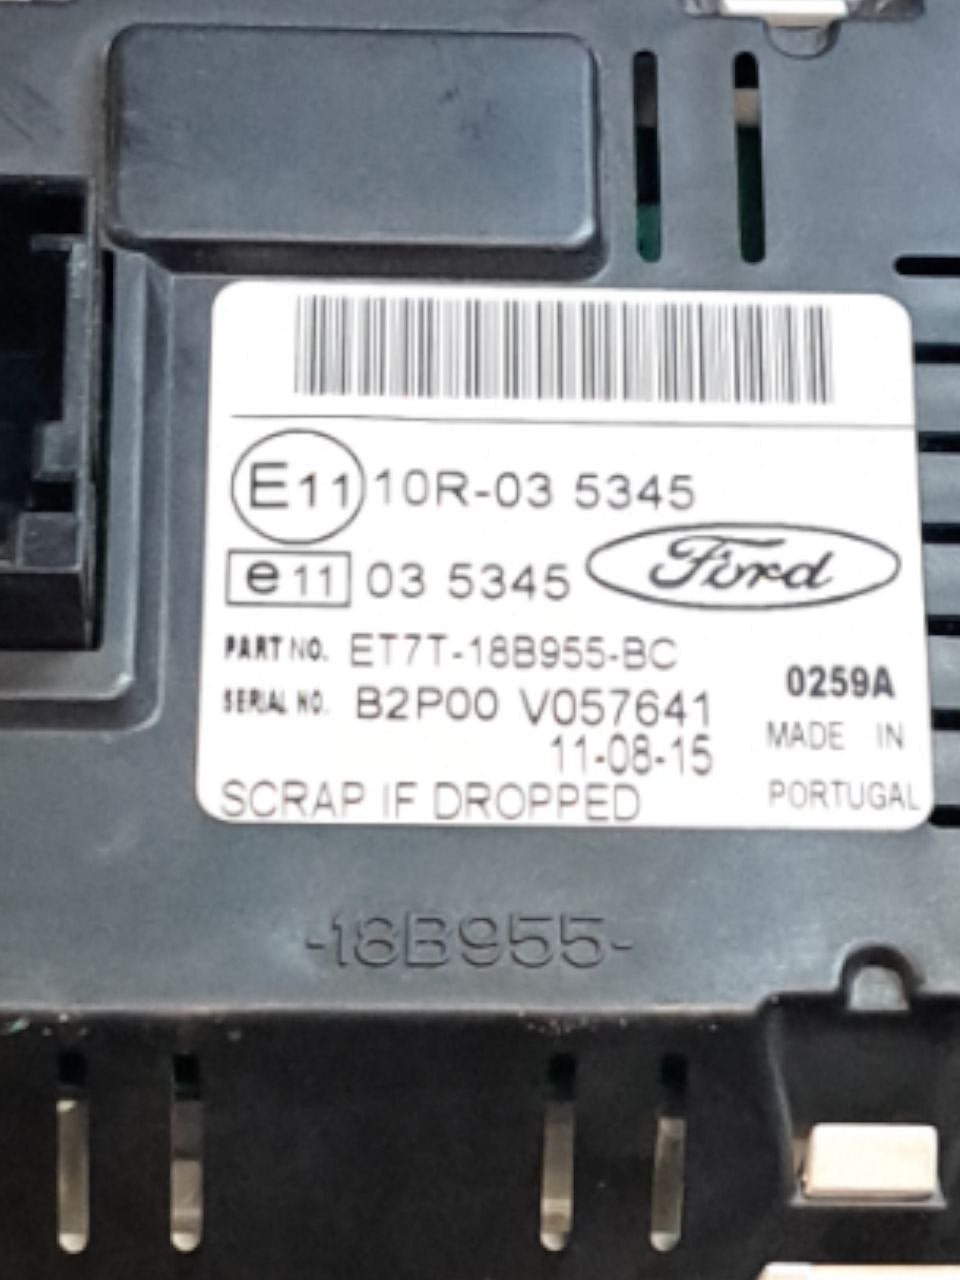 E11 10R-03 5345
e11 03 5345 Ford
PART NO. ET7T-18B955-BC
SERIAL NO. B2P00 V057641 0259A
11-08-15 MADE IN
SCRAP IF DROPPED PORTUGAL
-18B955-